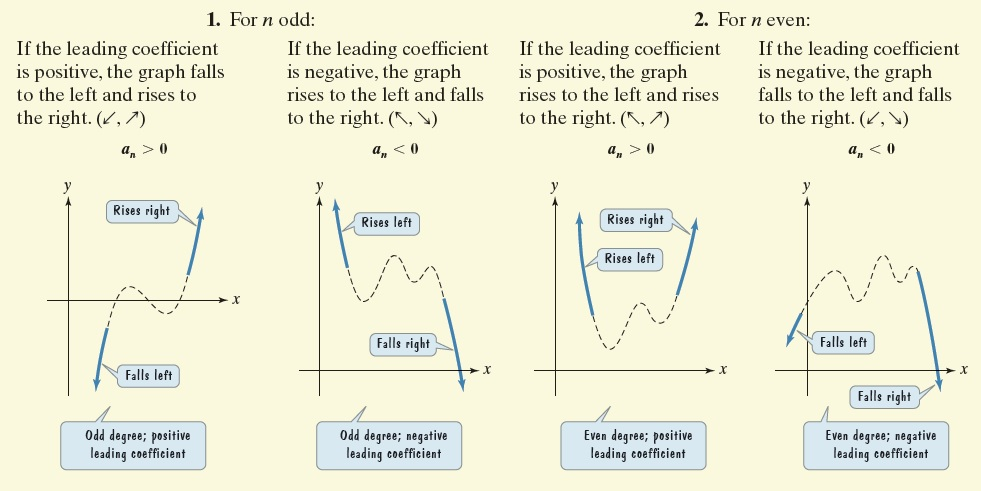 1. For n odd:
2. For n even:
If the leading coefficient
is positive, the graph falls
to the left and rises to
the right. (↙, ↗)
aₙ > 0
If the leading coefficient
is negative, the graph
rises to the left and falls
to the right. (↖, ↘)
aₙ < 0
If the leading coefficient
is positive, the graph
rises to the left and rises
to the right. (↖, ↗)
aₙ > 0
If the leading coefficient
is negative, the graph
falls to the left and falls
to the right. (↙, ↘)
aₙ < 0
y
Rises right
x
Falls left
Odd degree; positive
leading coefficient
y
Rises left
Falls right
x
Odd degree; negative
leading coefficient
y
Rises right
Rises left
x
Even degree; positive
leading coefficient
y
Falls left
x
Falls right
Even degree; negative
leading coefficient